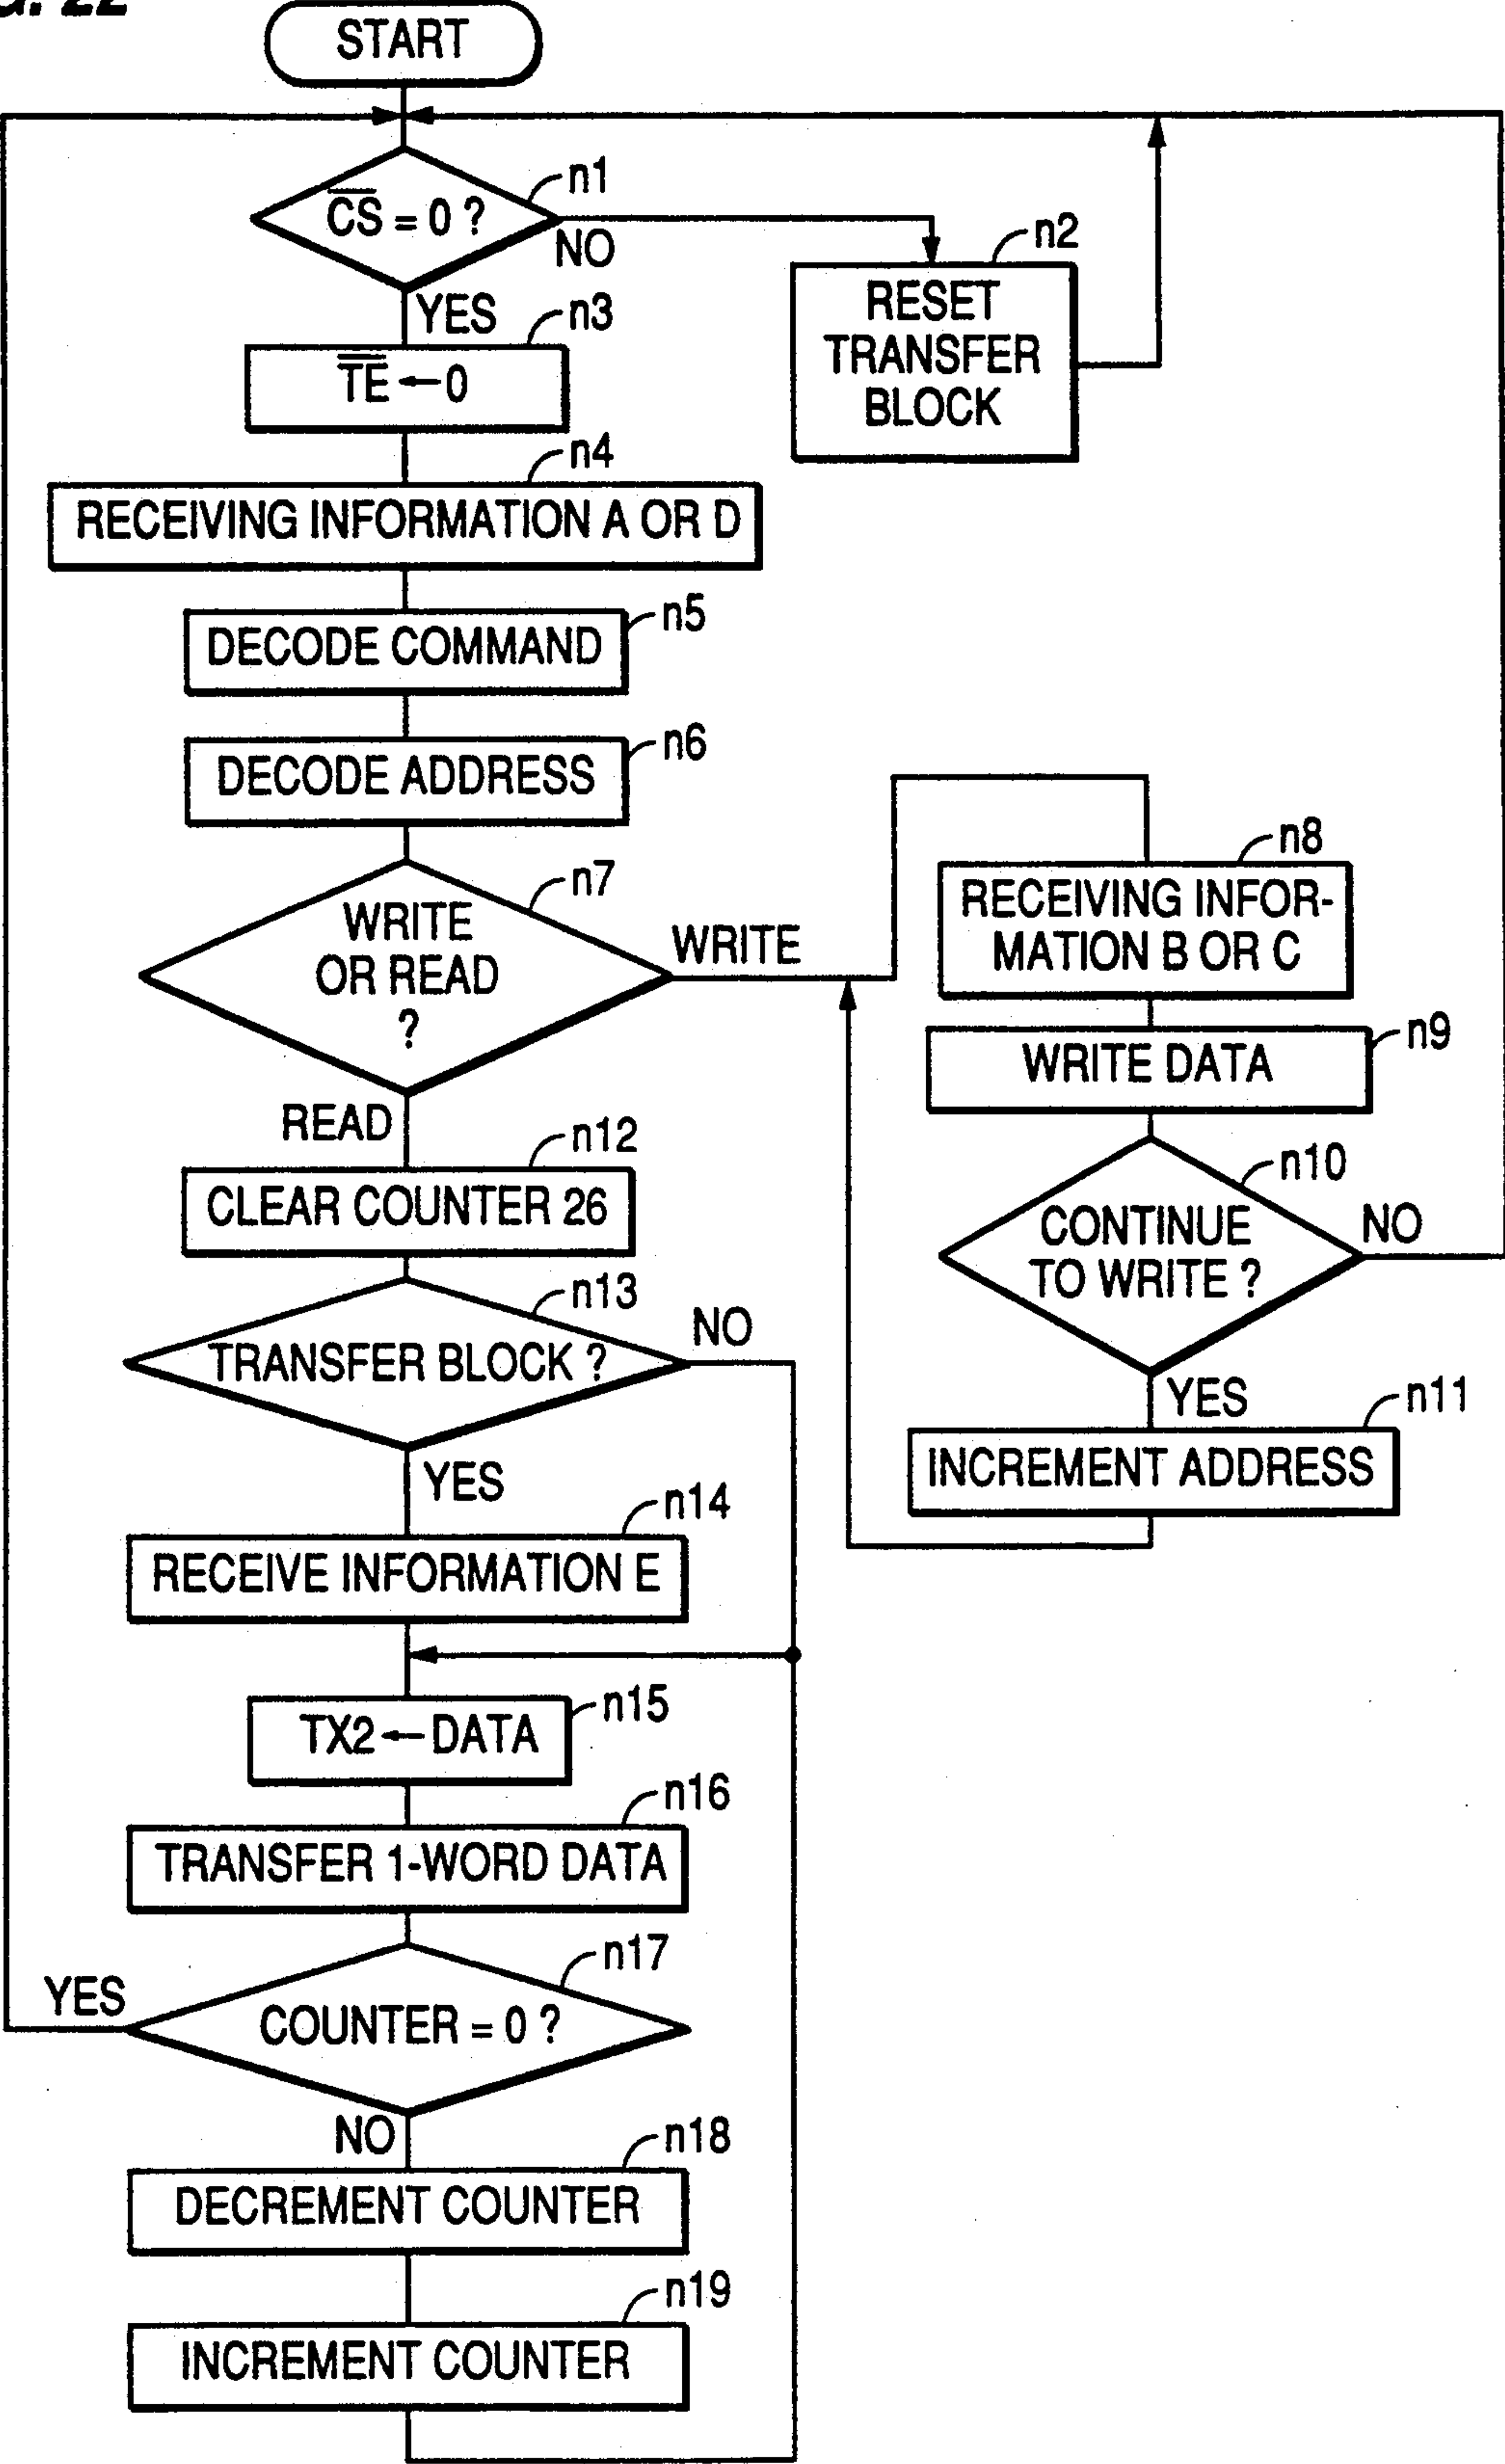 22
START
n1
C̅S̅ = 0 ?
NO
n2
YES
RESET
TRANSFER
BLOCK
n3
T̅E̅ ← 0
n4
RECEIVING INFORMATION A OR D
n5
DECODE COMMAND
n6
DECODE ADDRESS
n7
WRITE
OR READ
?
WRITE
READ
n8
RECEIVING INFOR-
MATION B OR C
n9
WRITE DATA
n10
CONTINUE
TO WRITE ?
NO
YES
n11
INCREMENT ADDRESS
n12
CLEAR COUNTER 26
n13
TRANSFER BLOCK ?
NO
YES
n14
RECEIVE INFORMATION E
n15
TX2 ← DATA
n16
TRANSFER 1-WORD DATA
n17
YES
COUNTER = 0 ?
NO
n18
DECREMENT COUNTER
n19
INCREMENT COUNTER